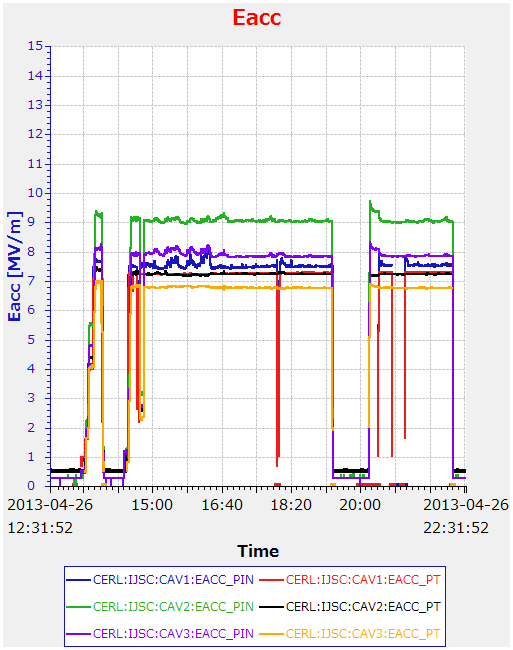 Eacc
15
14
13
12
11
10
9
8
7
6
5
4
3
2
1
0
Eacc [MV/m]
2013-04-26 15:00 16:40 18:20 20:00 2013-04-26
12:31:52 22:31:52
Time
CERL:IJSC:CAV1:EACC_PIN CERL:IJSC:CAV1:EACC_PT
CERL:IJSC:CAV2:EACC_PIN CERL:IJSC:CAV2:EACC_PT
CERL:IJSC:CAV3:EACC_PIN CERL:IJSC:CAV3:EACC_PT